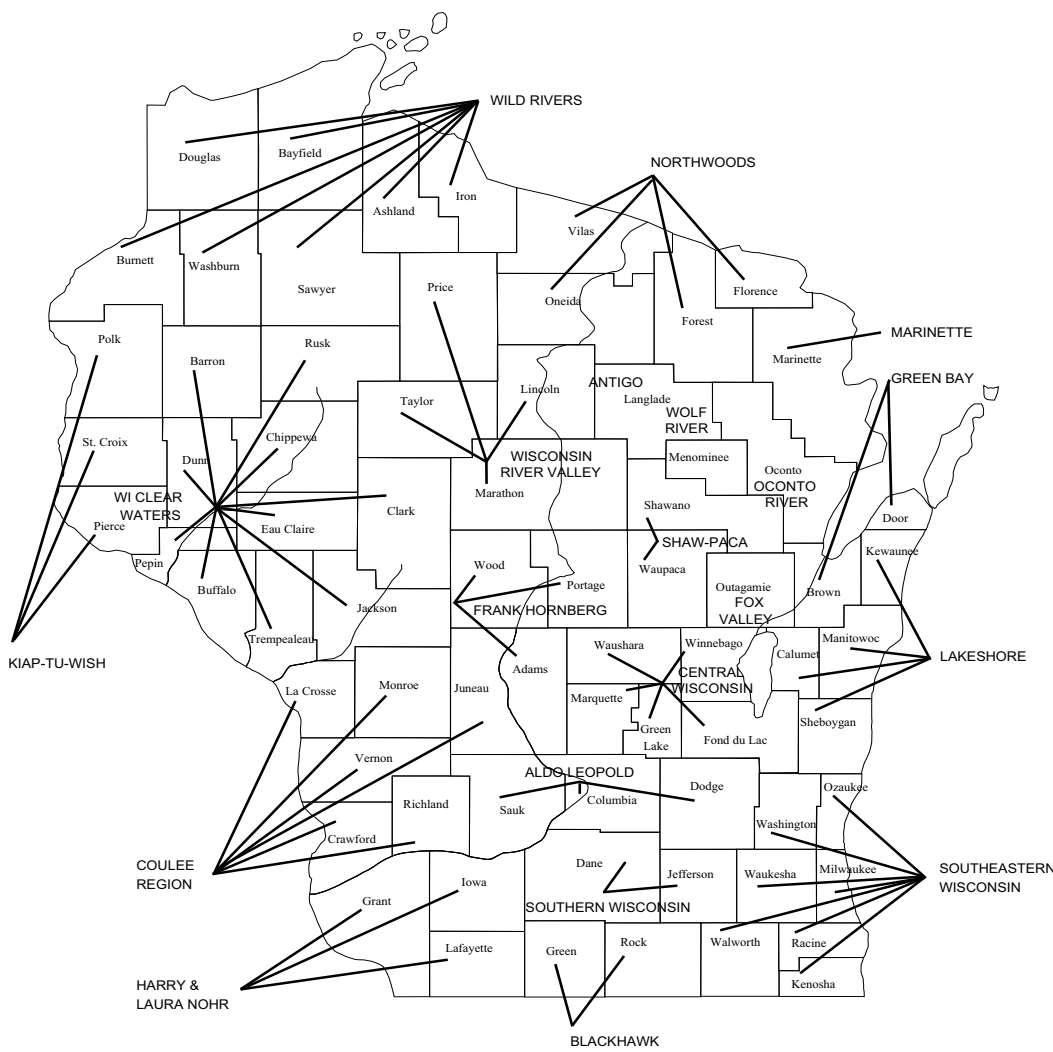 WILD RIVERS
Douglas
Bayfield
Ashland
Iron
NORTHWOODS
Vilas
Burnett
Washburn
Sawyer
Price
Oneida
Florence
Forest
MARINETTE
Marinette
Polk
Barron
Rusk
GREEN BAY
ANTIGO
Langlade
Lincoln
Taylor
WOLF
RIVER
St. Croix
Chippewa
Dunn
WISCONSIN
RIVER VALLEY
Menominee
Oconto
OCONTO
RIVER
Marathon
WI CLEAR
WATERS
Clark
Shawano
Door
Pierce
Eau Claire
SHAW-PACA
Kewaunee
Pepin
Waupaca
Wood
Portage
Buffalo
Outagamie
Brown
FOX
VALLEY
Jackson
FRANK HORNBERG
Trempealeau
Waushara
Winnebago
Manitowoc
Calumet
LAKESHORE
KIAP-TU-WISH
Adams
CENTRAL
WISCONSIN
La Crosse
Monroe
Juneau
Marquette
Green
Lake
Fond du Lac
Sheboygan
Vernon
ALDO LEOPOLD
Richland
Sauk
Columbia
Dodge
Ozaukee
Washington
Crawford
COULEE
REGION
Dane
Jefferson
Waukesha
Milwaukee
SOUTHEASTERN
WISCONSIN
Iowa
Grant
SOUTHERN WISCONSIN
Lafayette
Green
Rock
Walworth
Racine
Kenosha
HARRY &
LAURA NOHR
BLACKHAWK